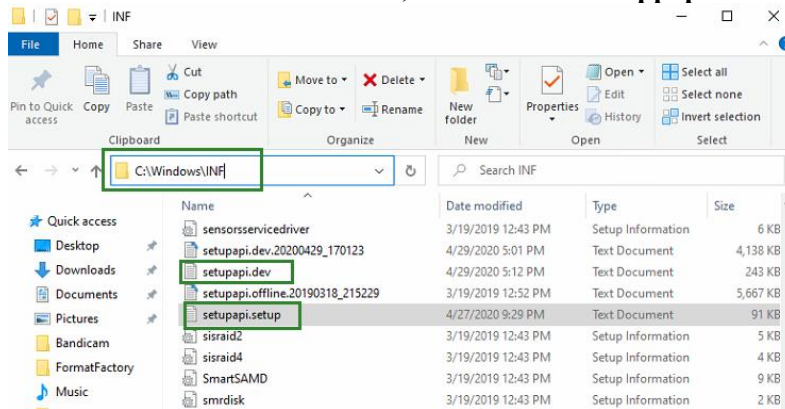 INF
File Home Share View
Pin to Quick access Copy Paste Cut Copy path Paste shortcut
Move to Copy to Delete Rename
New folder Properties Open Edit History
Select all Select none Invert selection
Clipboard Organize New Open Select
C:\Windows\INF Search INF
Name Date modified Type Size
Quick access
Desktop
Downloads
Documents
Pictures
Bandicam
FormatFactory
Music
sensorsservicedriver 3/19/2019 12:43 PM Setup Information 6 KB
setupapi.dev.20200429_170123 4/29/2020 5:01 PM Text Document 4,138 KB
setupapi.dev 4/29/2020 5:12 PM Text Document 243 KB
setupapi.offline.20190318_215229 3/19/2019 12:52 PM Text Document 5,667 KB
setupapi.setup 4/27/2020 9:29 PM Text Document 91 KB
sisraid2 3/19/2019 12:43 PM Setup Information 5 KB
sisraid4 3/19/2019 12:43 PM Setup Information 4 KB
SmartSAMD 3/19/2019 12:43 PM Setup Information 9 KB
smrdisk 3/19/2019 12:43 PM Setup Information 2 KB